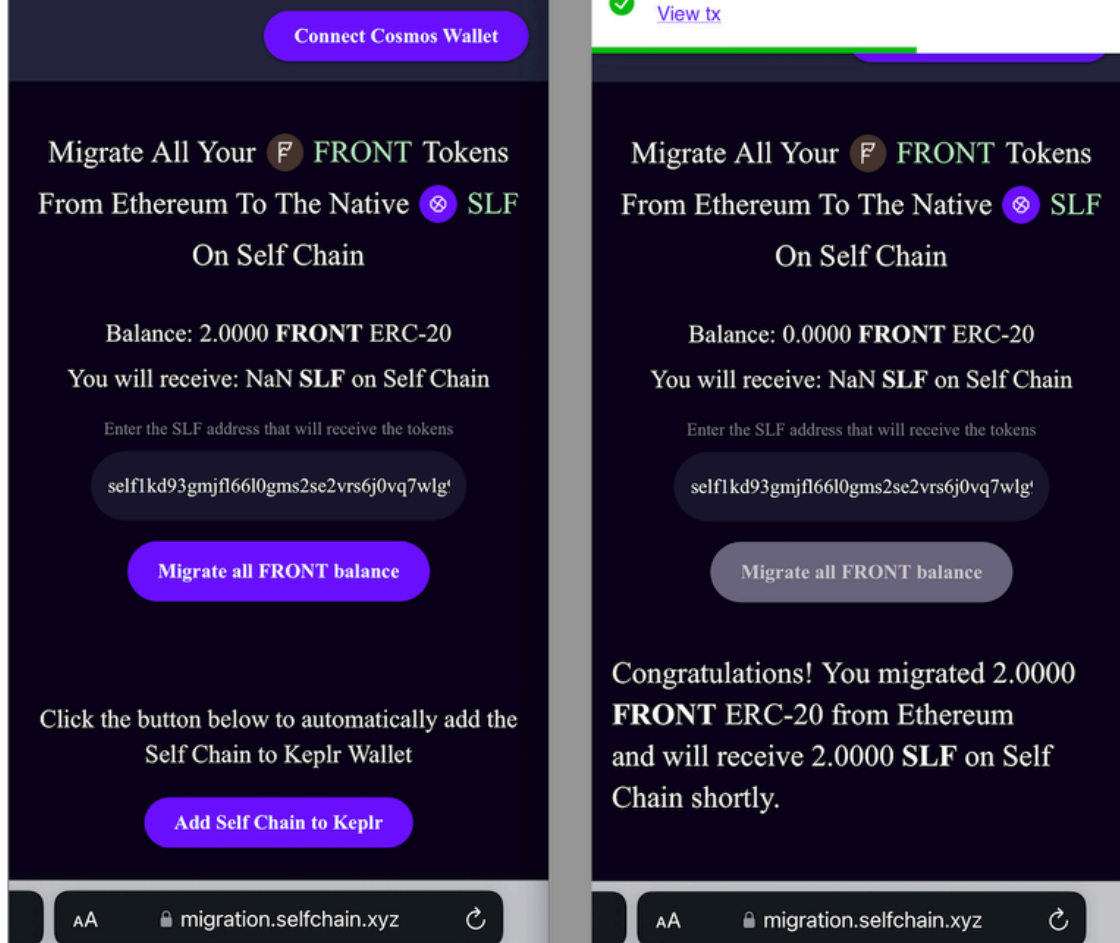 Connect Cosmos Wallet
Migrate All Your FRONT Tokens
From Ethereum To The Native SLF
On Self Chain
Balance: 2.0000 FRONT ERC-20
You will receive: NaN SLF on Self Chain
Enter the SLF address that will receive the tokens
self1kd93gmjfl66l0gms2se2vrs6j0vq7wlg
Migrate all FRONT balance
Click the button below to automatically add the
Self Chain to Keplr Wallet
Add Self Chain to Keplr
AA migration.selfchain.xyz
View tx
Migrate All Your FRONT Tokens
From Ethereum To The Native SLF
On Self Chain
Balance: 0.0000 FRONT ERC-20
You will receive: NaN SLF on Self Chain
Enter the SLF address that will receive the tokens
self1kd93gmjfl66l0gms2se2vrs6j0vq7wlg
Migrate all FRONT balance
Congratulations! You migrated 2.0000
FRONT ERC-20 from Ethereum
and will receive 2.0000 SLF on Self
Chain shortly.
AA migration.selfchain.xyz